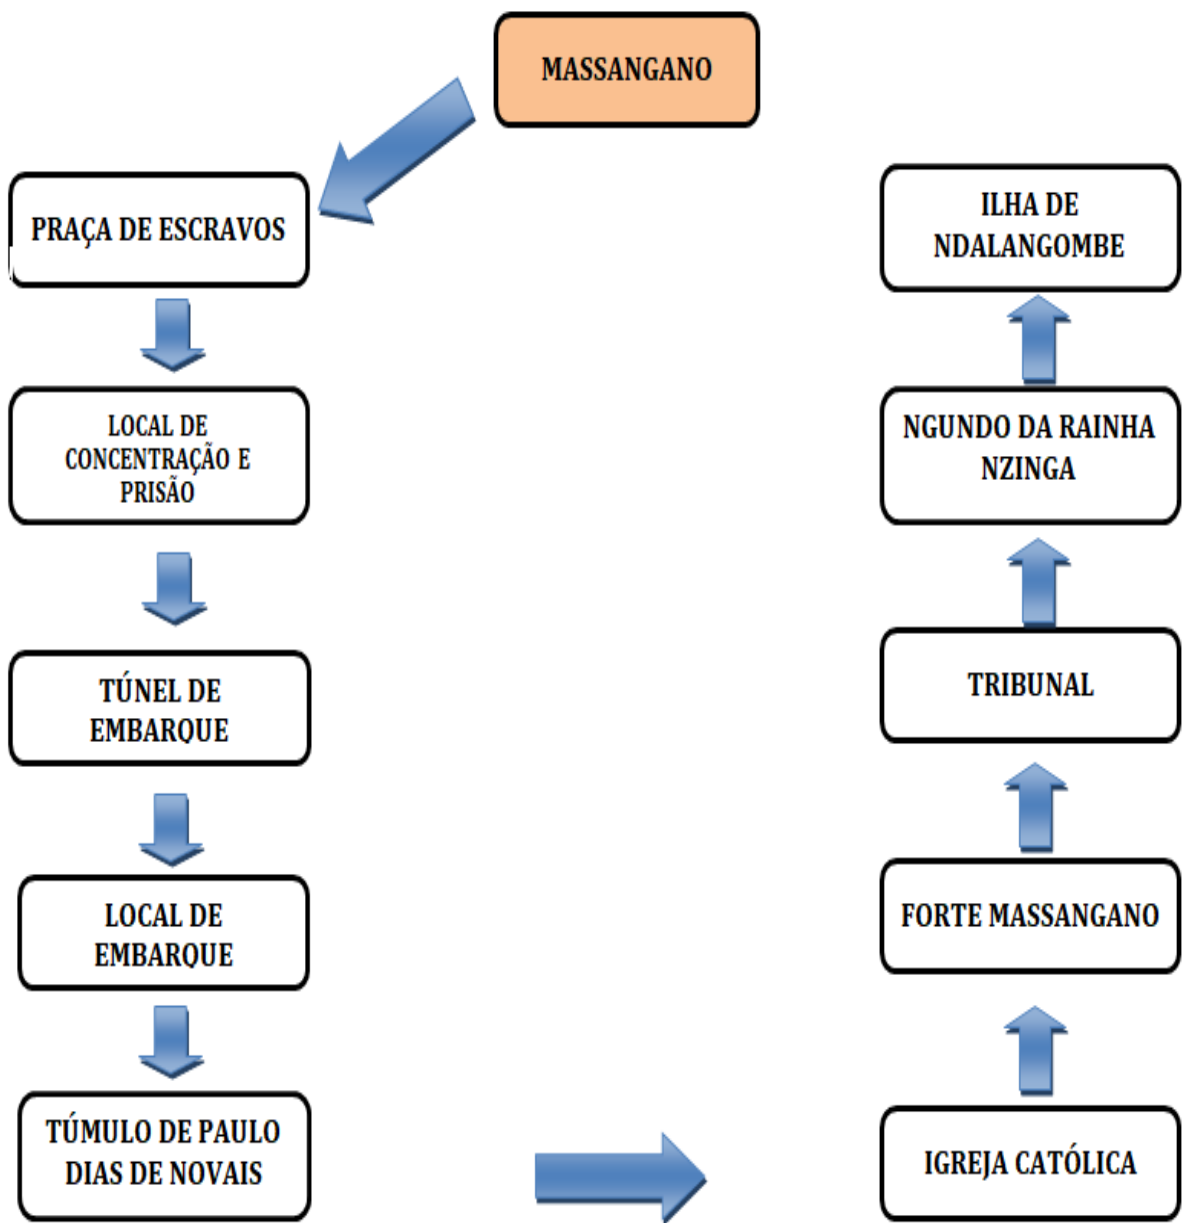 MASSANGANO
PRAÇA DE ESCRAVOS
LOCAL DE
CONCENTRAÇÃO E
PRISÃO
TÚNEL DE
EMBARQUE
LOCAL DE
EMBARQUE
TÚMULO DE PAULO
DIAS DE NOVAIS
IGREJA CATÓLICA
FORTE MASSANGANO
TRIBUNAL
NGUNDO DA RAINHA
NZINGA
ILHA DE
NDALANGOMBE